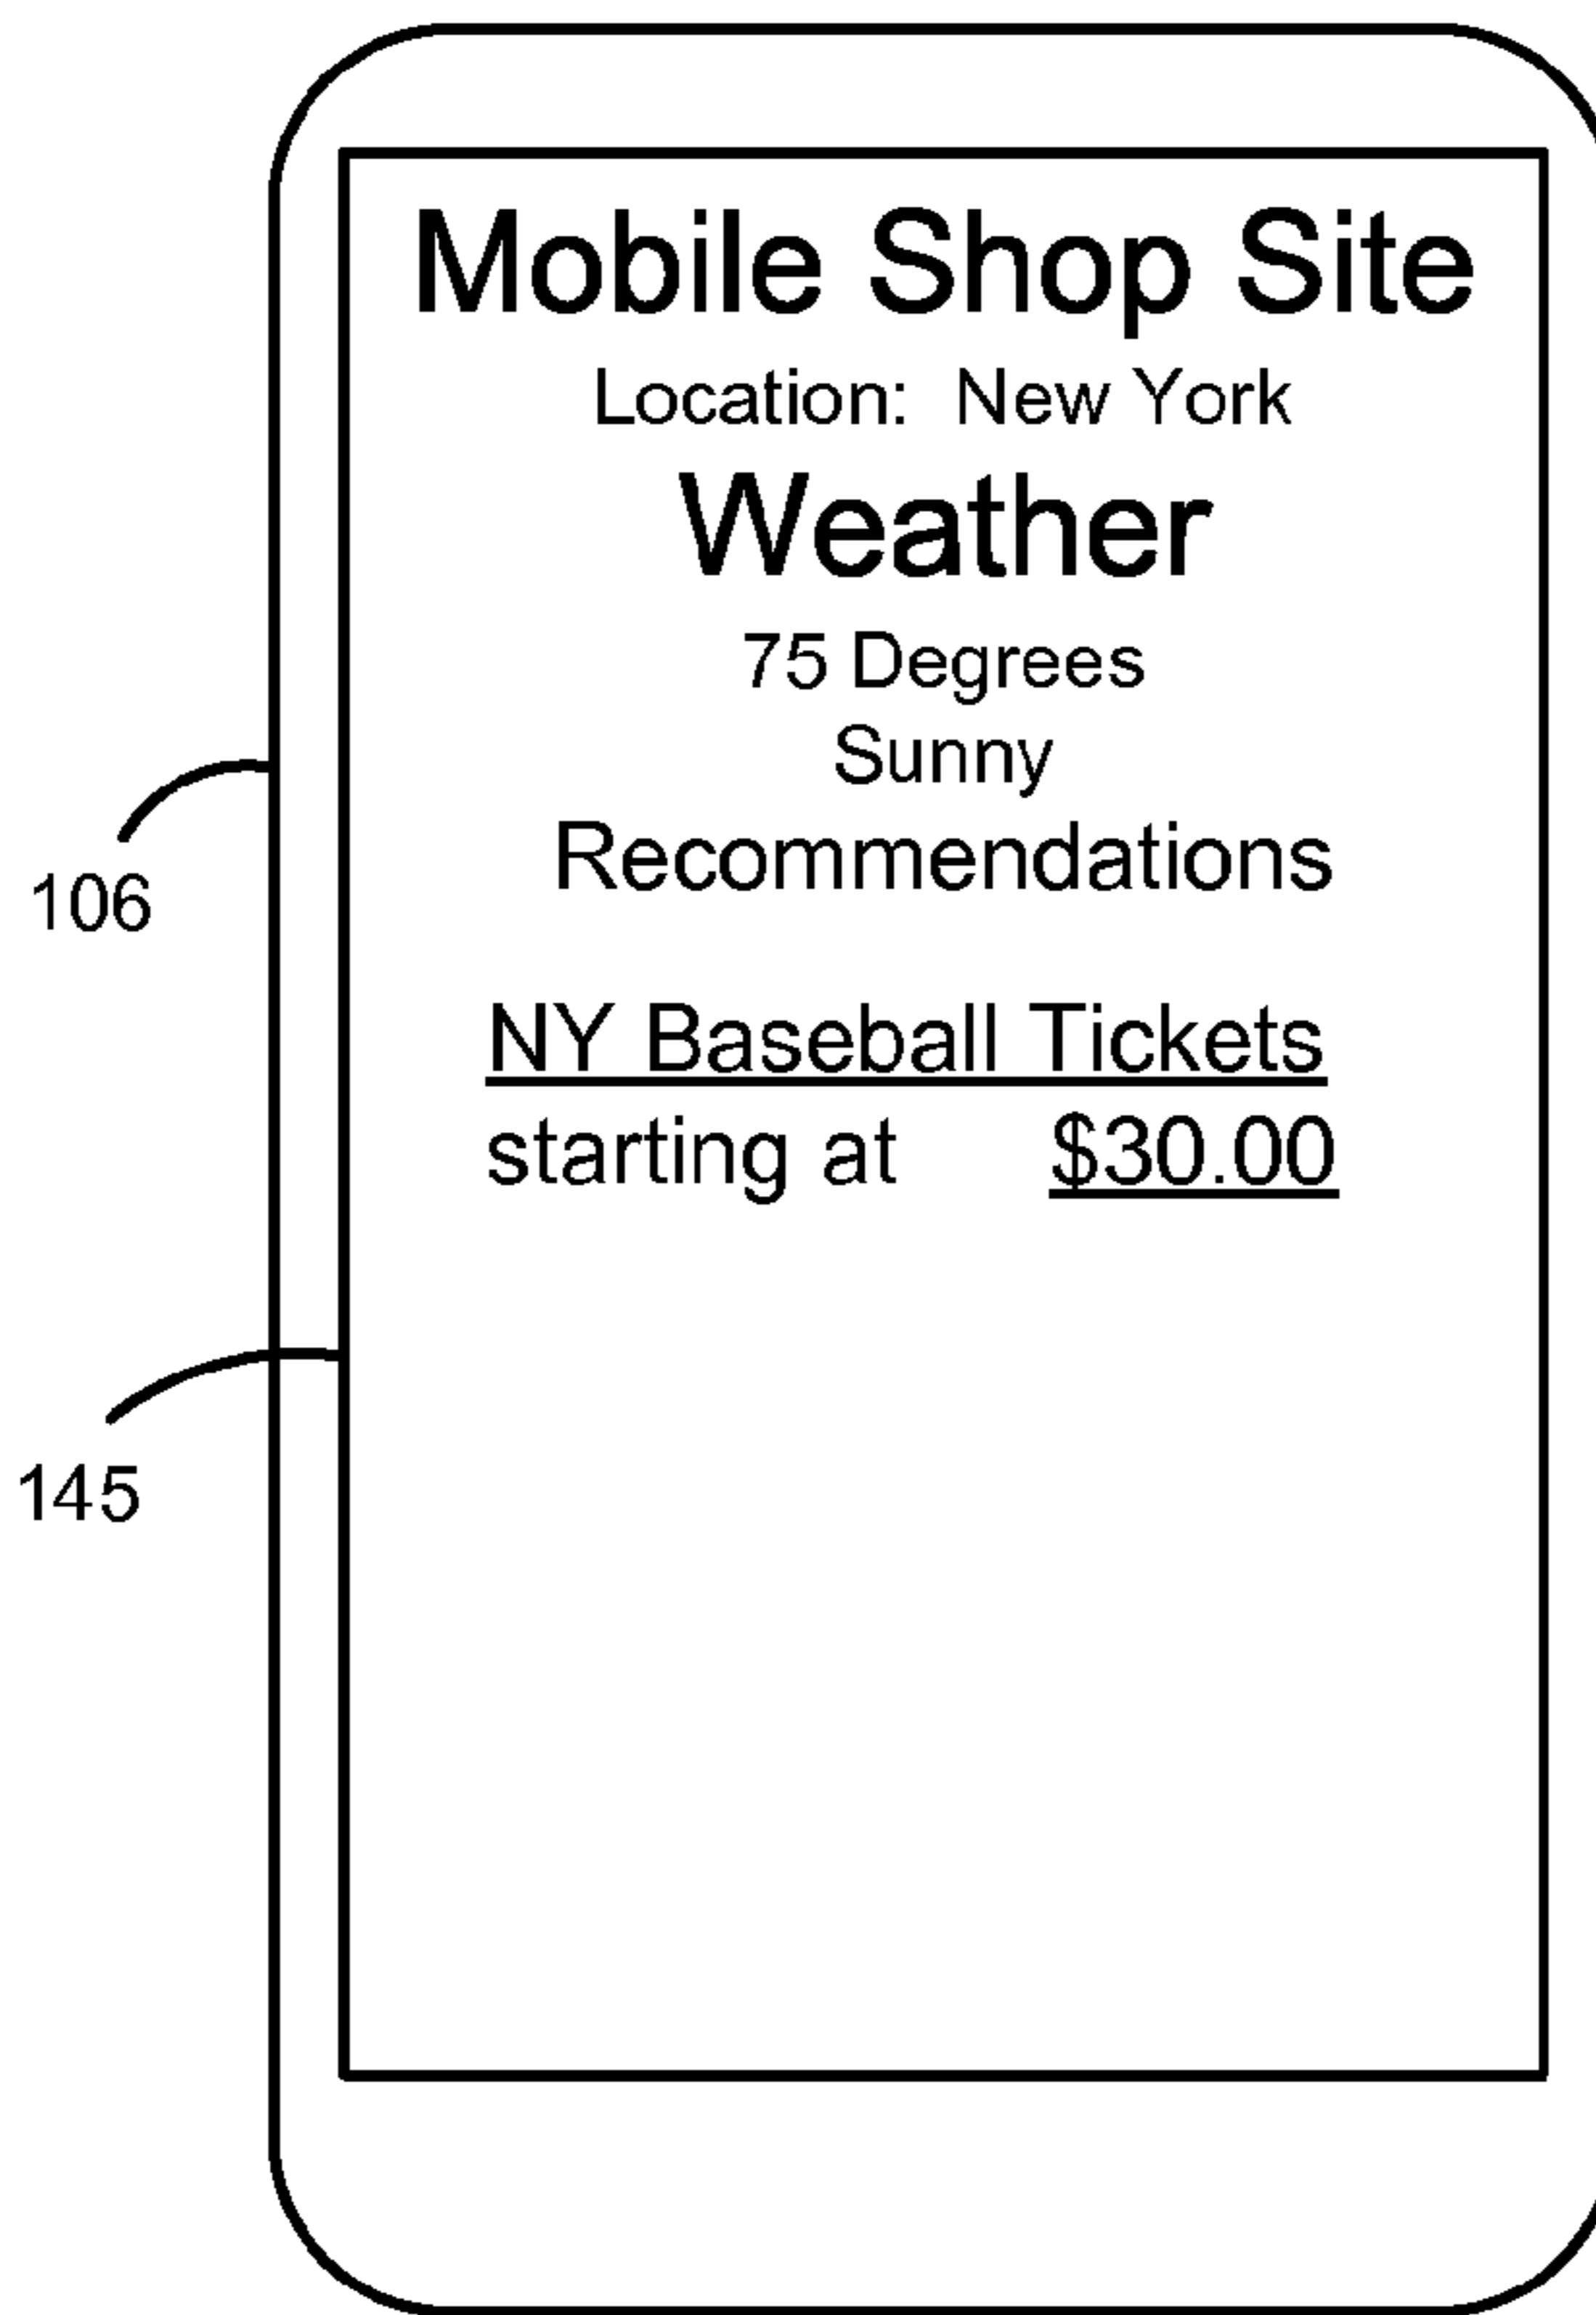 Mobile Shop Site
Location: New York
Weather
75 Degrees
Sunny
Recommendations
106
NY Baseball Tickets
starting at $30.00
145